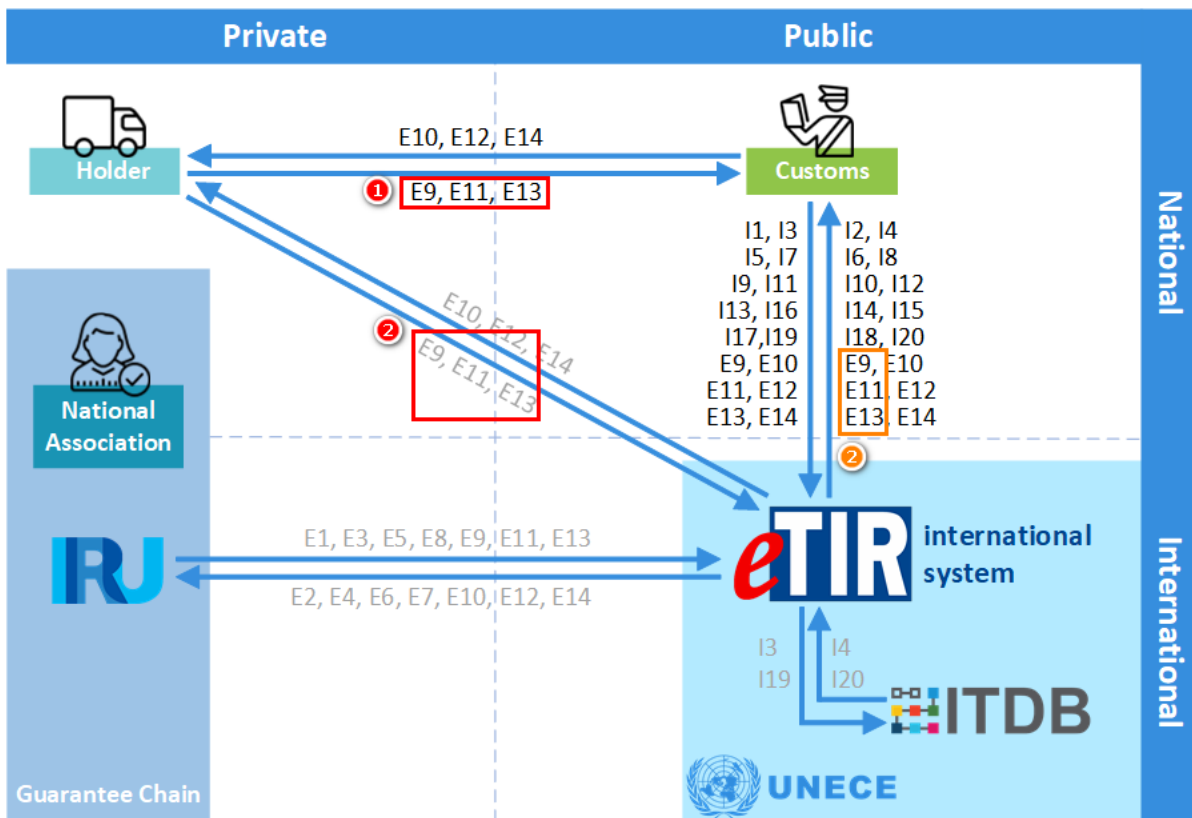 Private
Public
National
International
Holder
Customs
E10, E12, E14
1
E9, E11, E13
I1, I3
I5, I7
I9, I11
I13, I16
I17,I19
E9, E10
E11, E12
E13, E14
I2, I4
I6, I8
I10, I12
I14, I15
I18, I20
E9, E10
E11, E12
E13, E14
2
E10, E12, E14
2
E9, E11, E13
National
Association
IRU
E1, E3, E5, E8, E9, E11, E13
E2, E4, E6, E7, E10, E12, E14
eTIR
international
system
I3
I19
I4
I20
ITDB
UNECE
Guarantee Chain